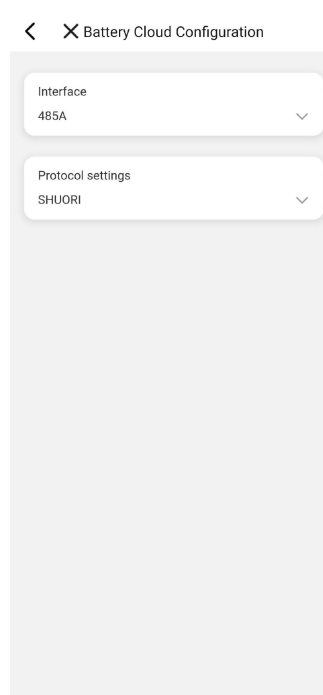 Battery Cloud Configuration
Interface
485A
Protocol settings
SHUORI